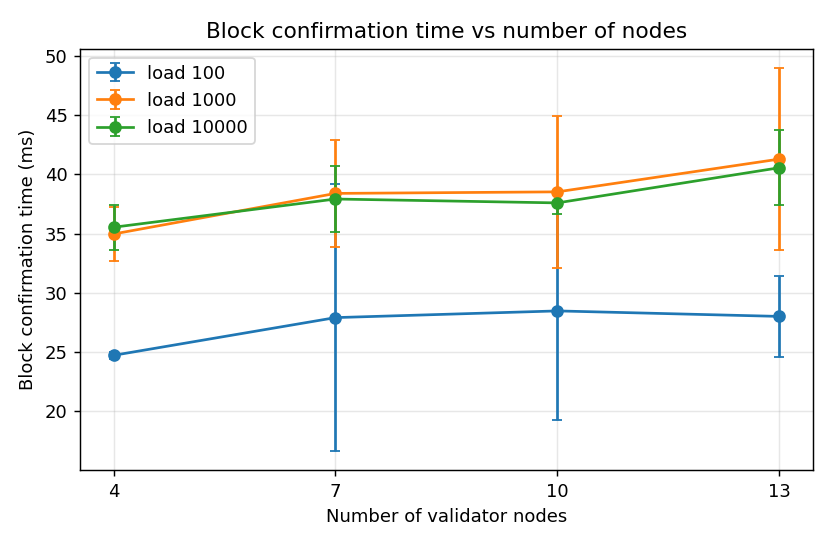 Block confirmation time vs number of nodes
load 100
load 1000
load 10000
Block confirmation time (ms)
50
45
40
35
30
25
20
4
7
10
13
Number of validator nodes